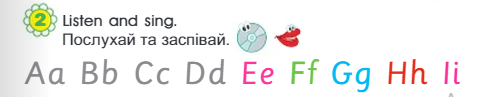 2 Listen and sing.
Послухай та заспівай.
Aa Bb Cc Dd Ee Ff Gg Hh Ii